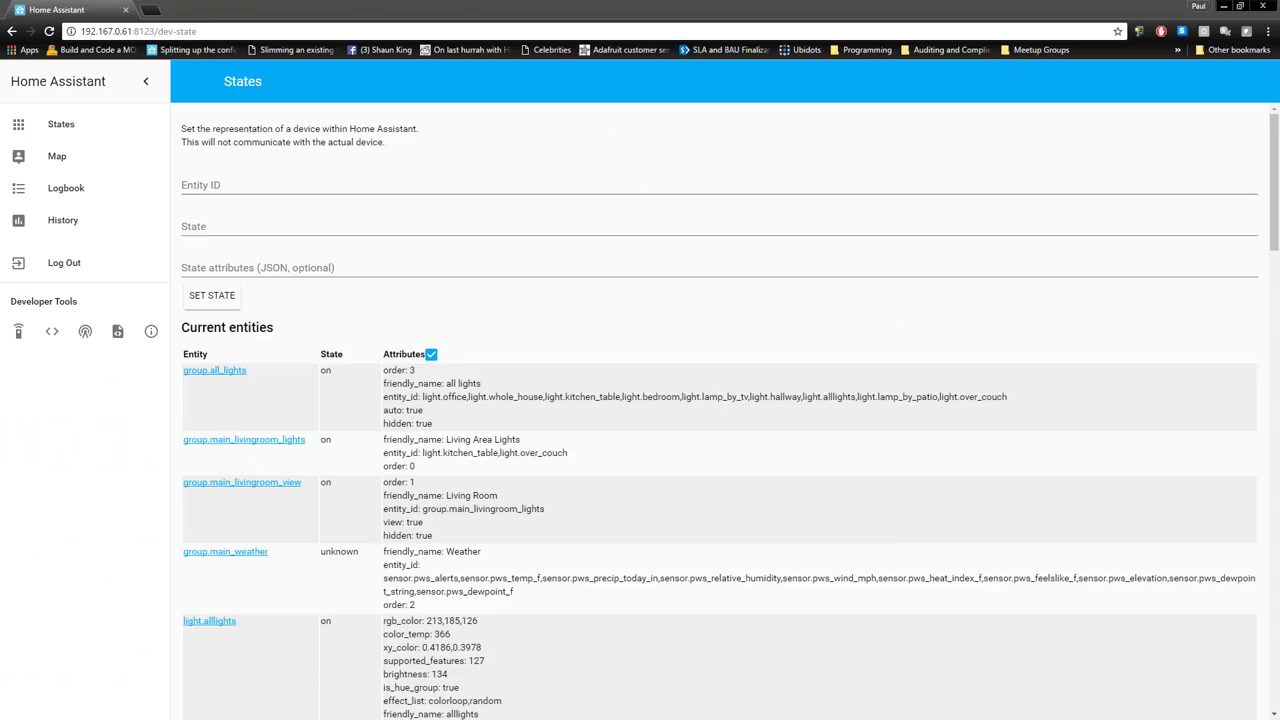 Home Assistant
Paul
192.167.0.61:8123/dev-state
Apps
Build and Code a MO
Splitting up the confi
Slimming an existing
(3) Shaun King
On last hurrah with H
Celebrities
Adafruit customer ser
SLA and BAU Finaliza
Ubidots
Programming
Auditing and Complia
Meetup Groups
»
Other bookmarks
Home Assistant
States
States
Map
Logbook
History
Log Out
Developer Tools
Set the representation of a device within Home Assistant.
This will not communicate with the actual device.
Entity ID
State
State attributes (JSON, optional)
SET STATE
Current entities
Entity State Attributes
group.all_lights on order: 3
friendly_name: all lights
entity_id: light.office,light.whole_house,light.kitchen_table,light.bedroom,light.lamp_by_tv,light.hallway,light.alllights,light.lamp_by_patio,light.over_couch
auto: true
hidden: true
group.main_livingroom_lights on friendly_name: Living Area Lights
entity_id: light.kitchen_table,light.over_couch
order: 0
group.main_livingroom_view on order: 1
friendly_name: Living Room
entity_id: group.main_livingroom_lights
view: true
hidden: true
group.main_weather unknown friendly_name: Weather
entity_id:
sensor.pws_alerts,sensor.pws_temp_f,sensor.pws_precip_today_in,sensor.pws_relative_humidity,sensor.pws_wind_mph,sensor.pws_heat_index_f,sensor.pws_feelslike_f,sensor.pws_elevation,sensor.pws_dewpoin
t_string,sensor.pws_dewpoint_f
order: 2
light.alllights on rgb_color: 213,185,126
color_temp: 366
xy_color: 0.4186,0.3978
supported_features: 127
brightness: 134
is_hue_group: true
effect_list: colorloop,random
friendly_name: alllights